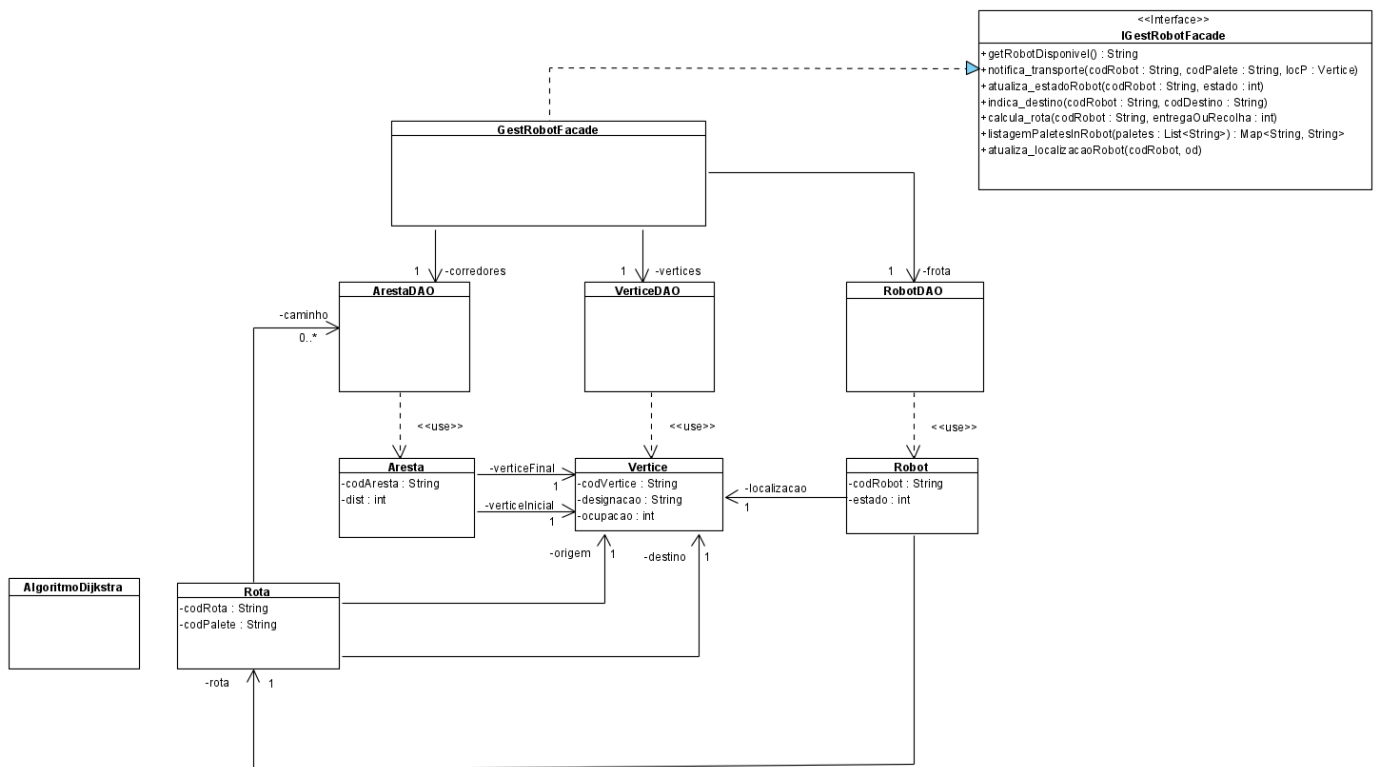 <<Interface>>
IGestRobotFacade
+getRobotDisponivel() : String
+notifica_transporte(codRobot : String, codPalete : String, locP : Vertice)
+atualiza_estadoRobot(codRobot : String, estado : int)
+indica_destino(codRobot : String, codDestino : String)
+calcula_rota(codRobot : String, entregaOuRecolha : int)
+listagemPaletesInRobot(paletes : List<String>) : Map<String, String>
+atualiza_localizacaoRobot(codRobot, od)
GestRobotFacade
1 -corredores
1 -vertices
1 -frota
ArestaDAO
VerticeDAO
RobotDAO
-caminho
0..*
<<use>>
<<use>>
<<use>>
Aresta
-codAresta : String
-dist : int
-verticeFinal
1
-verticeInicial
1
Vertice
-codVertice : String
-designacao : String
-ocupacao : int
-localizacao
1
Robot
-codRobot : String
-estado : int
-origem 1
-destino 1
AlgoritmoDijkstra
Rota
-codRota : String
-codPalete : String
-rota 1